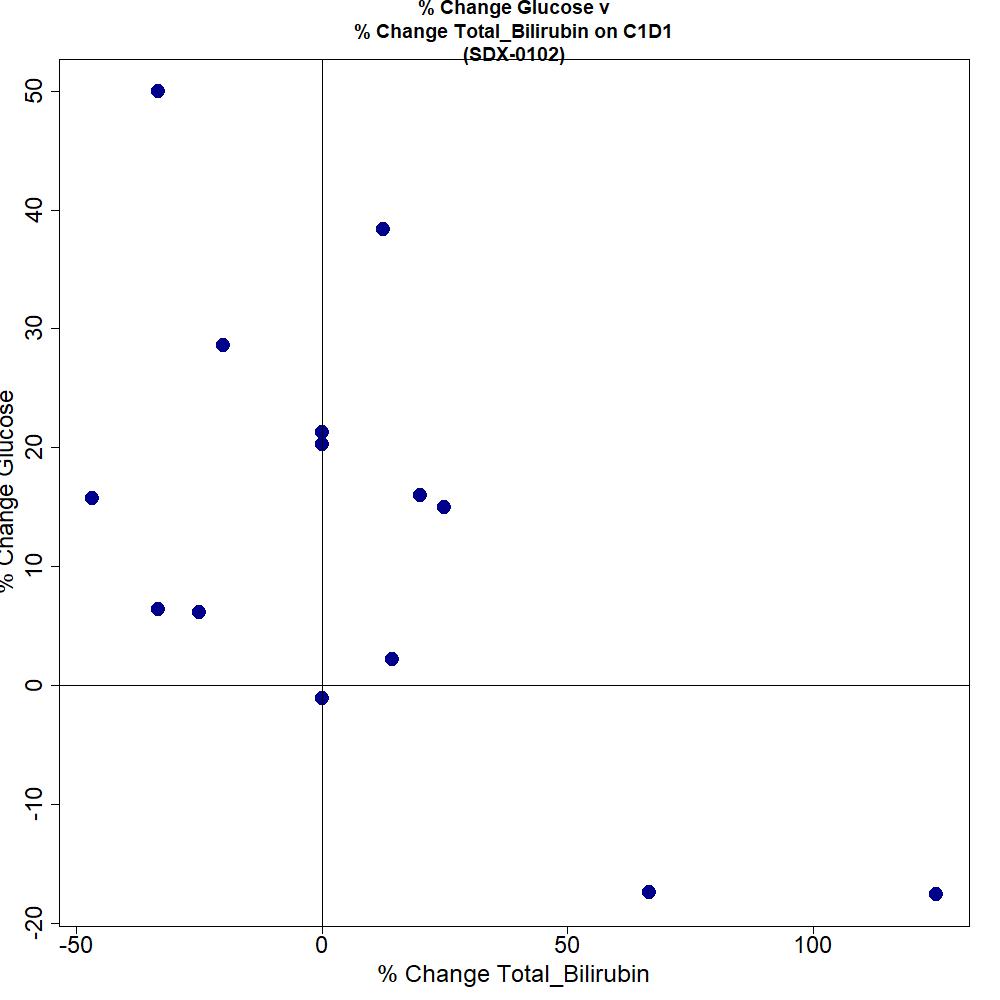 % Change Glucose v
% Change Total_Bilirubin on C1D1
(SDX-0102)
50
40
30
20
10
0
-10
-20
% Change Glucose
-50
0
50
100
% Change Total_Bilirubin